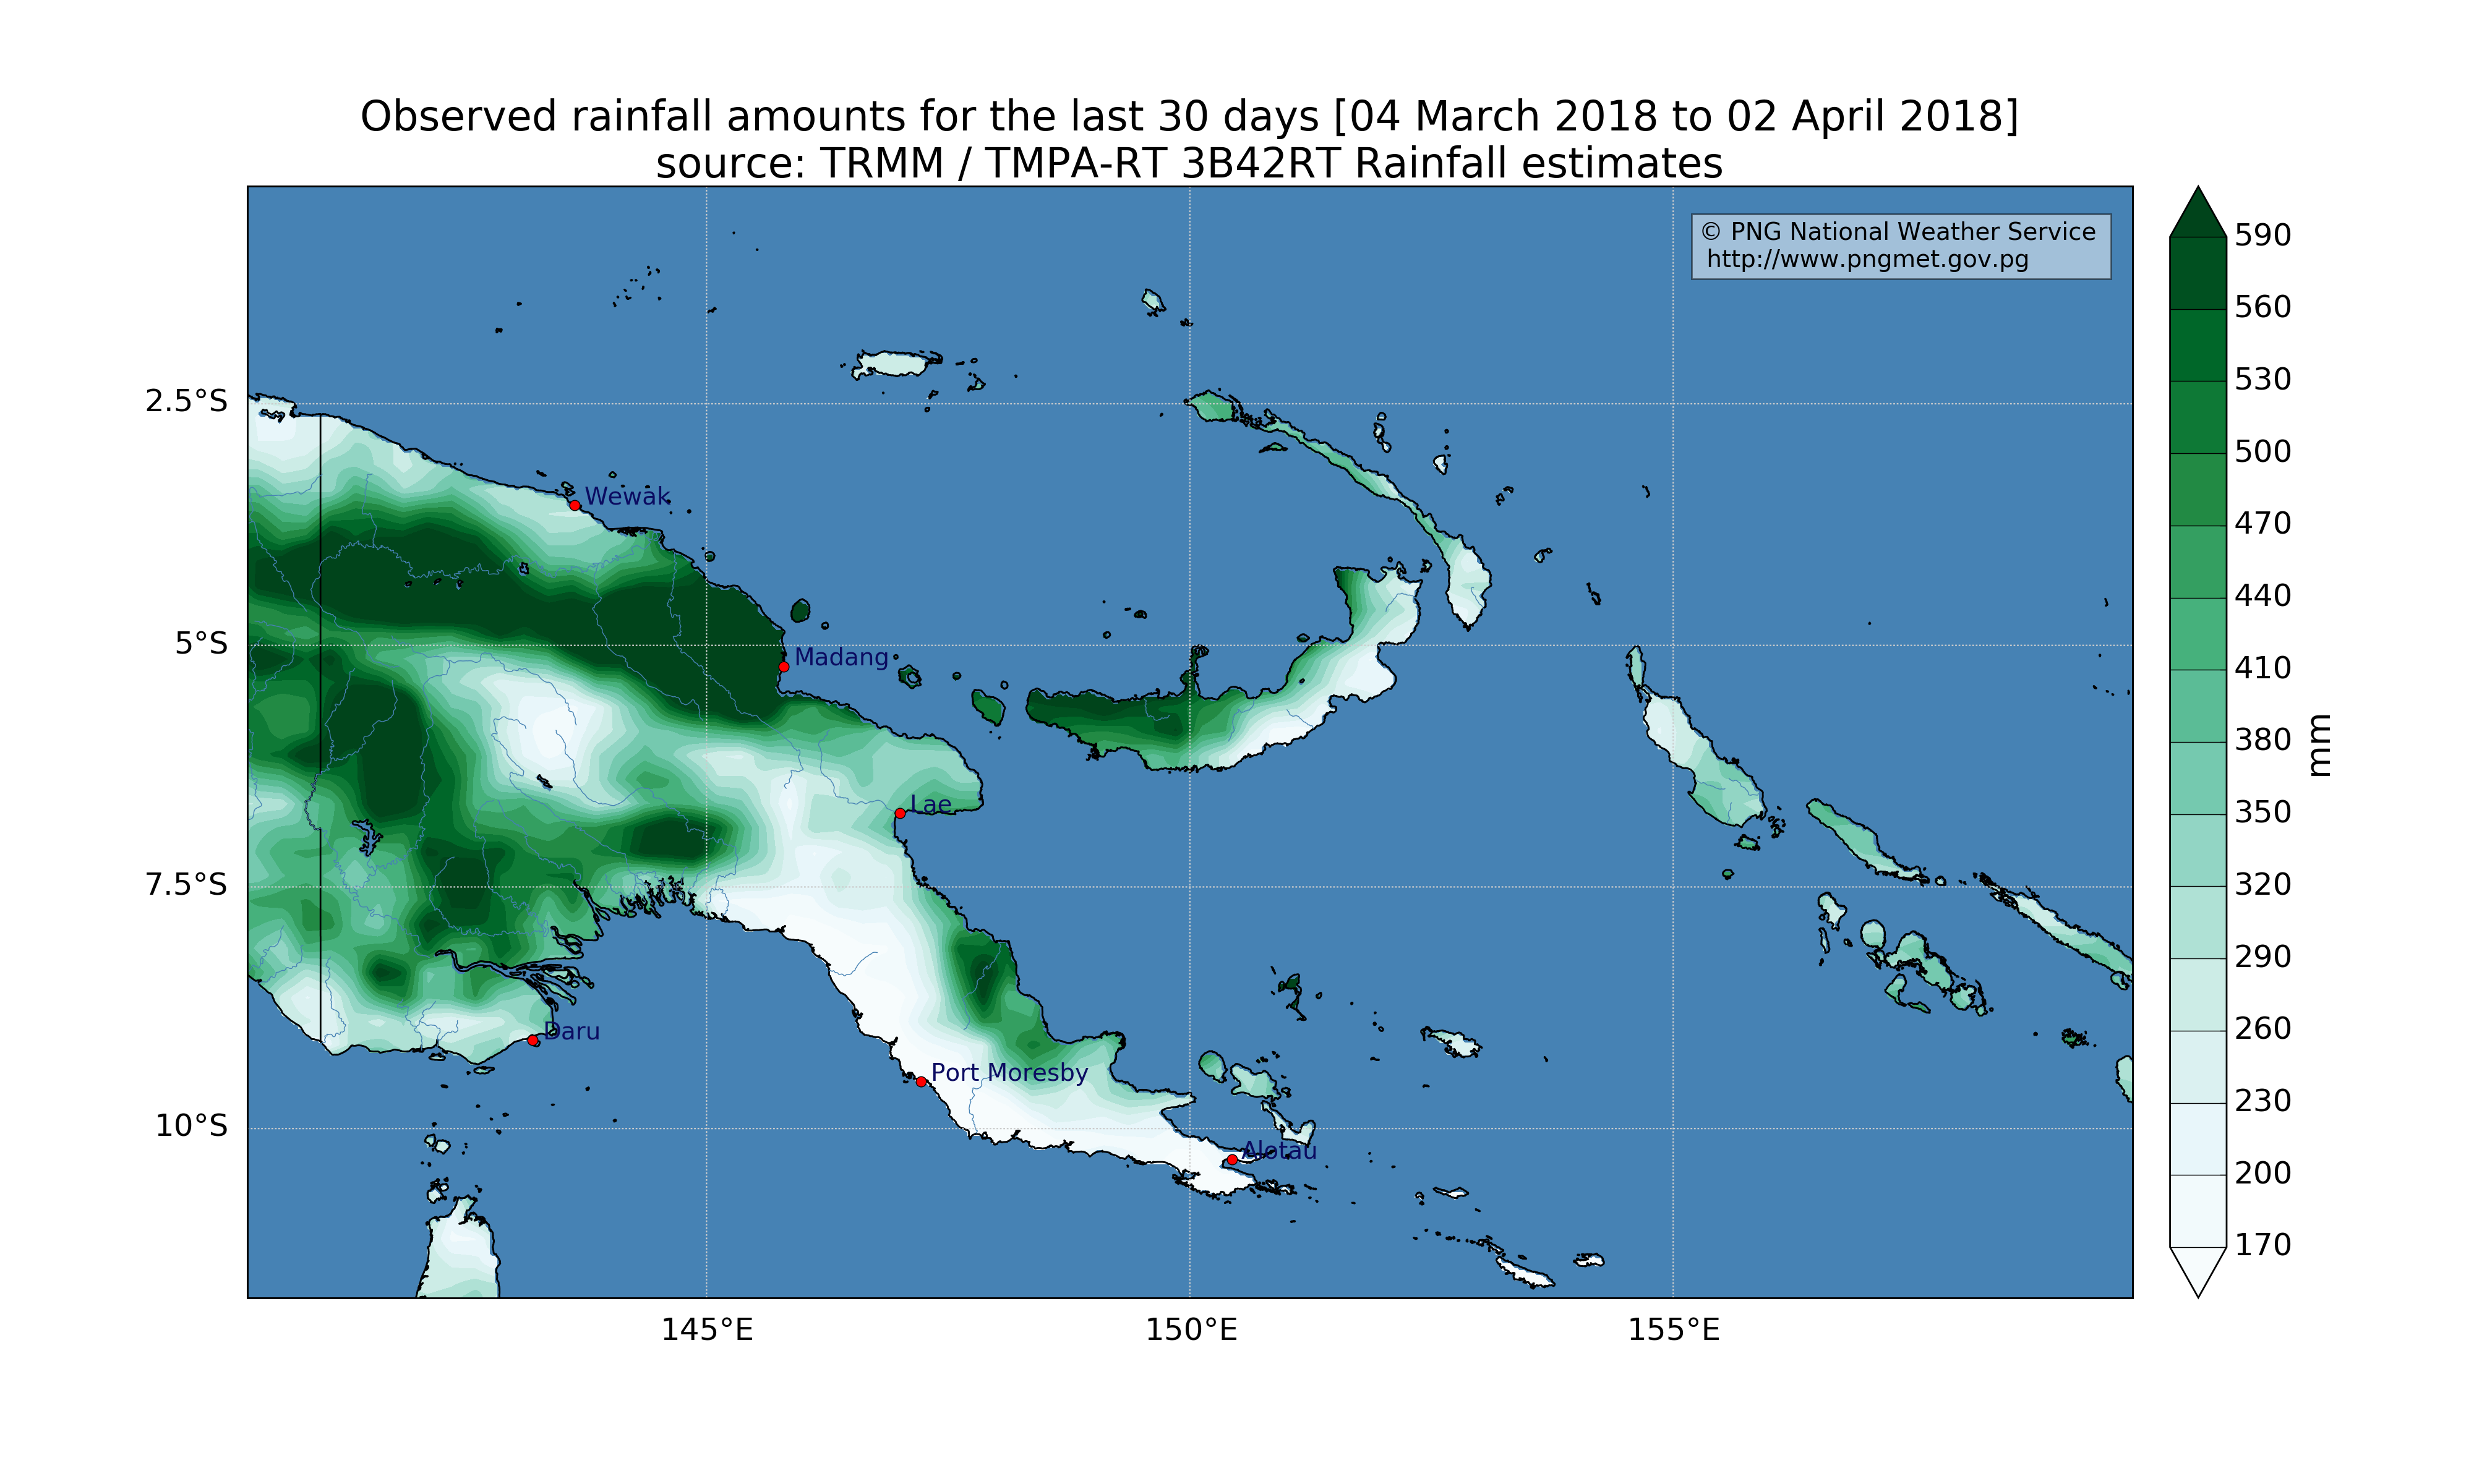 Observed rainfall amounts for the last 30 days [04 March 2018 to 02 April 2018]
source: TRMM / TMPA-RT 3B42RT Rainfall estimates
© PNG National Weather Service
http://www.pngmet.gov.pg
590
560
530
500
470
440
410
380
350
320
290
260
230
200
170
mm
2.5°S
5°S
7.5°S
10°S
Wewak
Madang
Lae
Daru
Port Moresby
Alotau
145°E
150°E
155°E